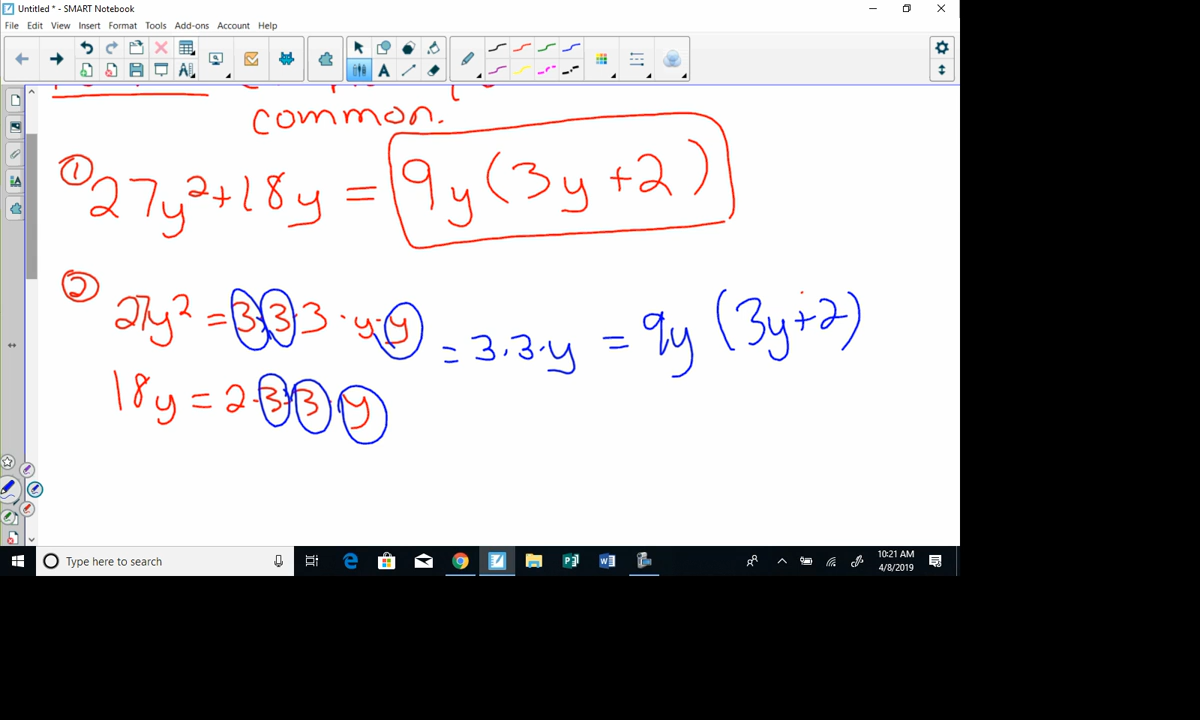 Untitled * - SMART Notebook
File Edit View Insert Format Tools Add-ons Account Help
common.
① 27y²+18y = 9y(3y+2)
② 27y² = 3·3·3·y·y = 3·3·y = 9y (3y+2)
18y = 2·3·3·y
Type here to search
10:21 AM
4/8/2019